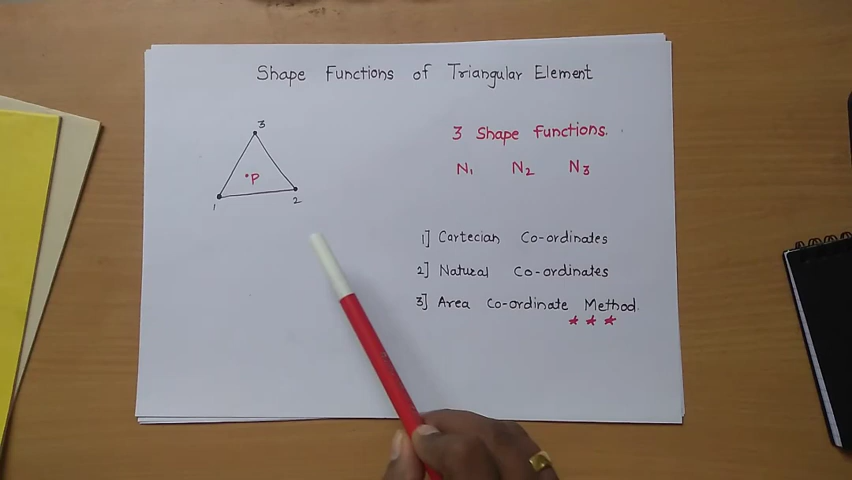 Shape Functions of Triangular Element
3
P
1
2
3 Shape Functions.
N1 N2 N3
1] Cartecian Co-ordinates
2] Natural Co-ordinates
3] Area Co-ordinate Method